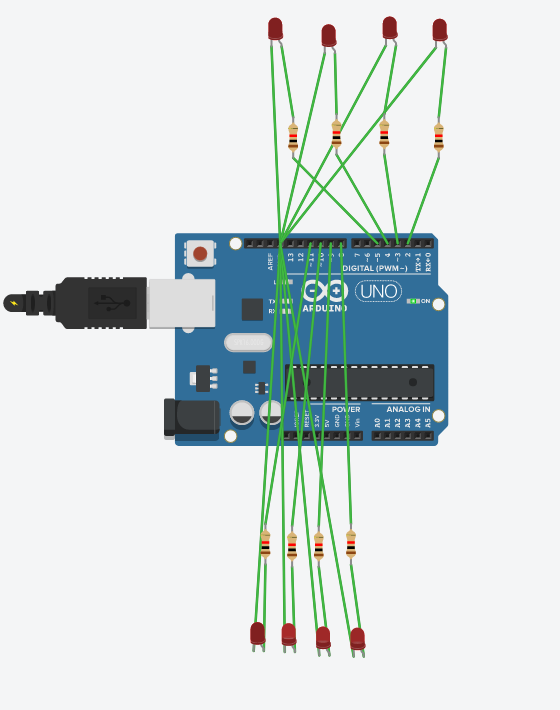 AREF
13
12
~11
~10
~9
8
7
~6
~5
4
~3
2
TX→1
RX←0
DIGITAL (PWM~)
L
TX
RX
UNO
ON
ARDUINO
POWER
ANALOG IN
RESET
3.3V
5V
GND
Vin
A0
A1
A2
A3
A4
A5